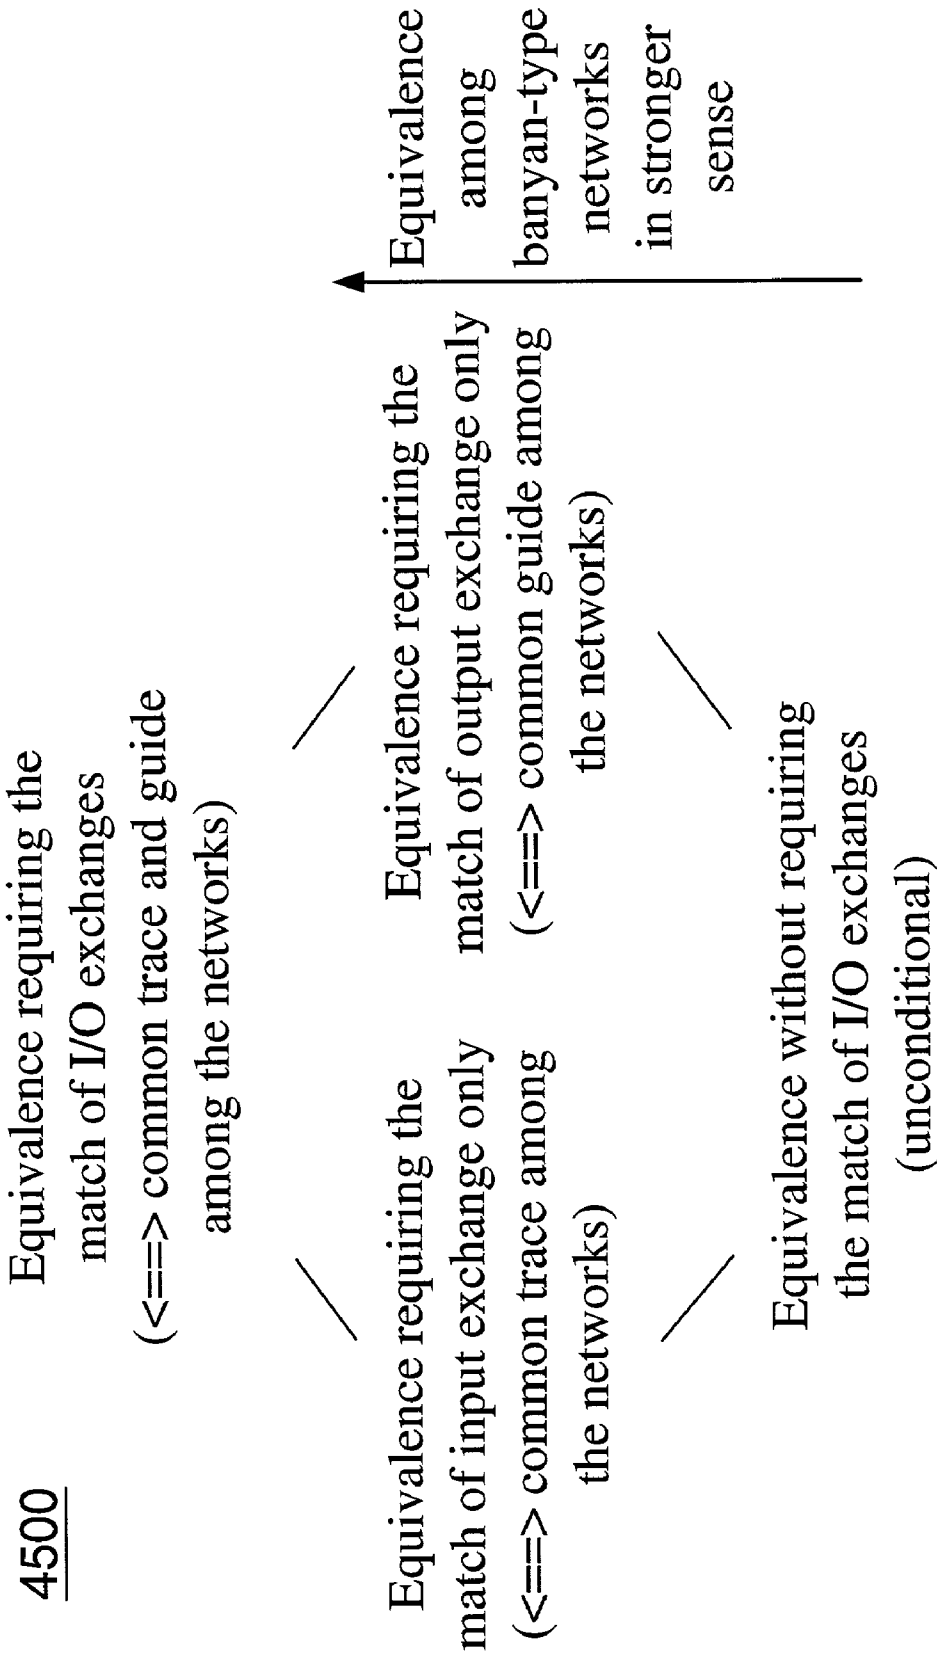 4500
Equivalence requiring the
match of I/O exchanges
(<==> common trace and guide
among the networks)
Equivalence requiring the
match of input exchange only
(<==> common trace among
the networks)
Equivalence requiring the
match of output exchange only
(<==> common guide among
the networks)
Equivalence without requiring
the match of I/O exchanges
(unconditional)
Equivalence
among
banyan-type
networks
in stronger
sense